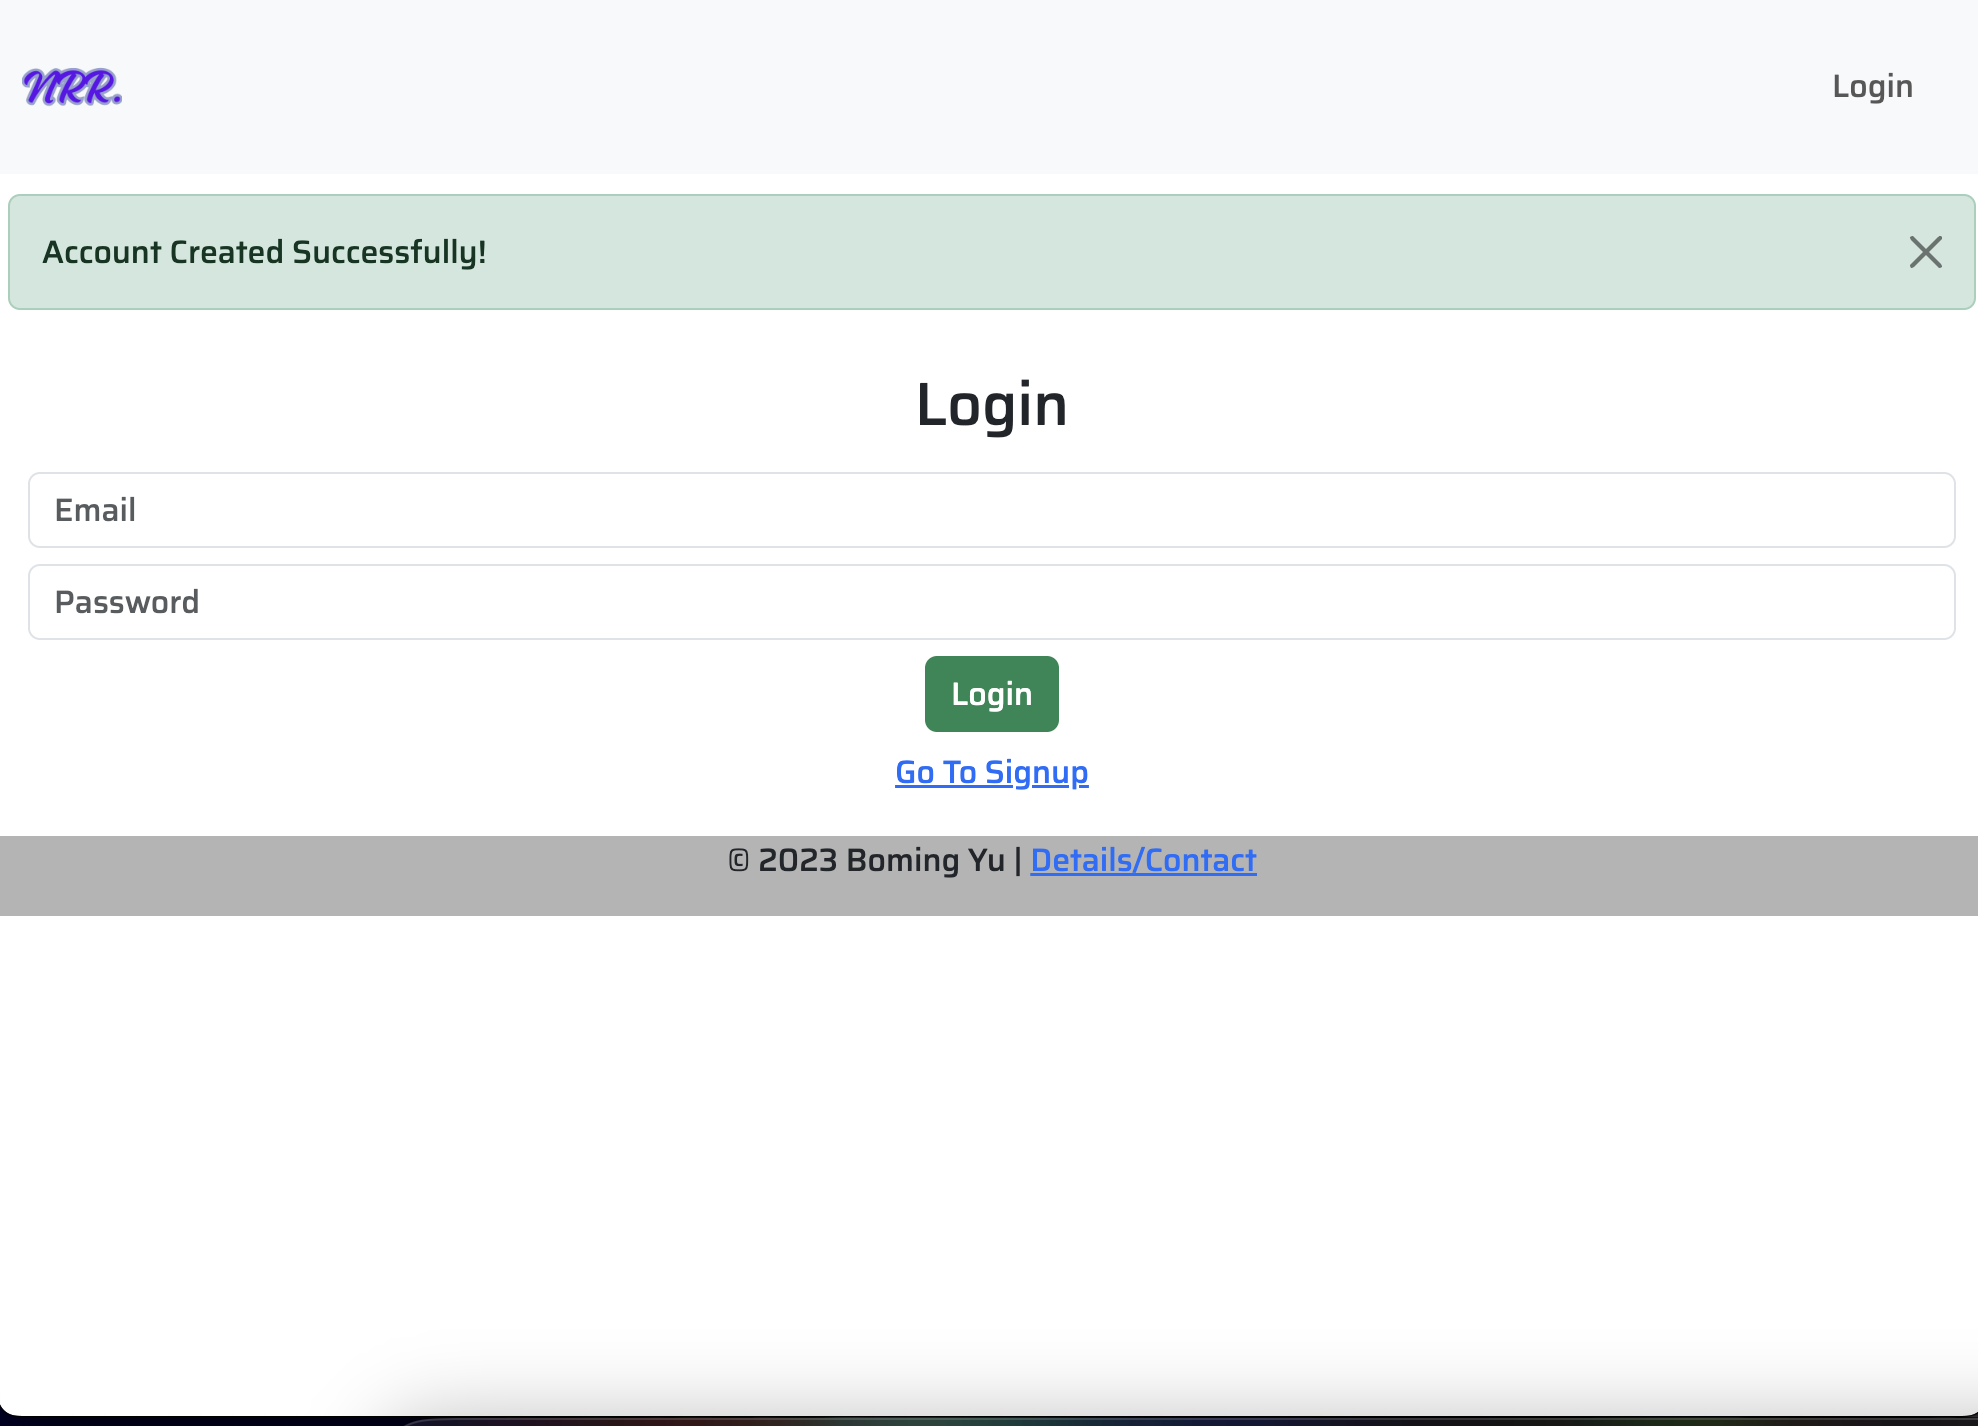 NRR.
Login
Account Created Successfully!
Login
Email
Password
Login
Go To Signup
© 2023 Boming Yu | Details/Contact